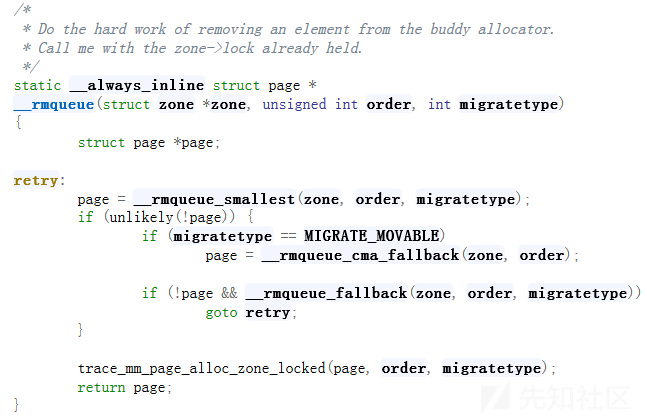 /*
 * Do the hard work of removing an element from the buddy allocator.
 * Call me with the zone->lock already held.
 */
static __always_inline struct page *
__rmqueue(struct zone *zone, unsigned int order, int migratetype)
{
        struct page *page;

retry:
        page = __rmqueue_smallest(zone, order, migratetype);
        if (unlikely(!page)) {
                if (migratetype == MIGRATE_MOVABLE)
                        page = __rmqueue_cma_fallback(zone, order);

                if (!page && __rmqueue_fallback(zone, order, migratetype))
                        goto retry;
        }

        trace_mm_page_alloc_zone_locked(page, order, migratetype);
        return page;
}
先知社区